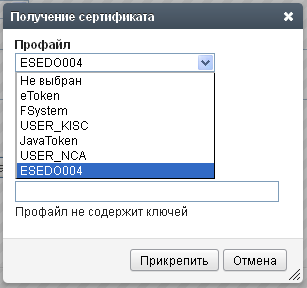 Получение сертификата
Профайл
ESEDO004
Не выбран
eToken
FSystem
USER_KISC
JavaToken
USER_NCA
ESEDO004
Профайл не содержит ключей
Прикрепить
Отмена